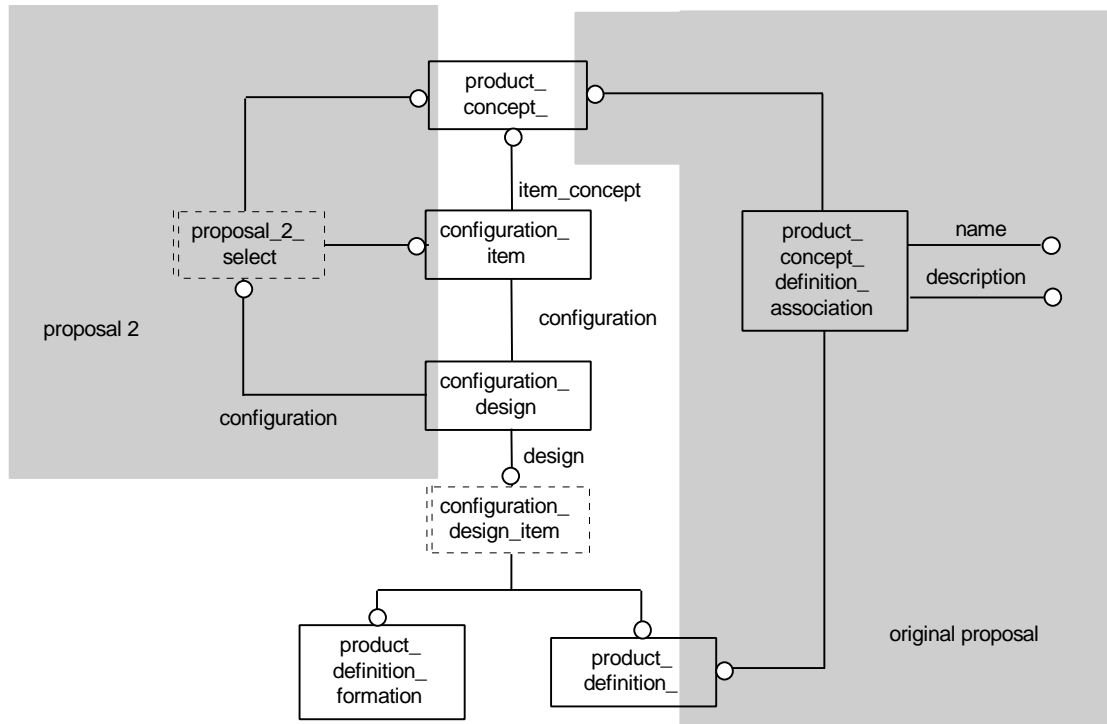 product_
concept_
item_concept
proposal_2_
select
configuration_
item
product_
concept_
definition_
association
name
description
proposal 2
configuration
configuration_
design
configuration
design
configuration_
design_item
product_
definition_
formation
product_
definition_
original proposal